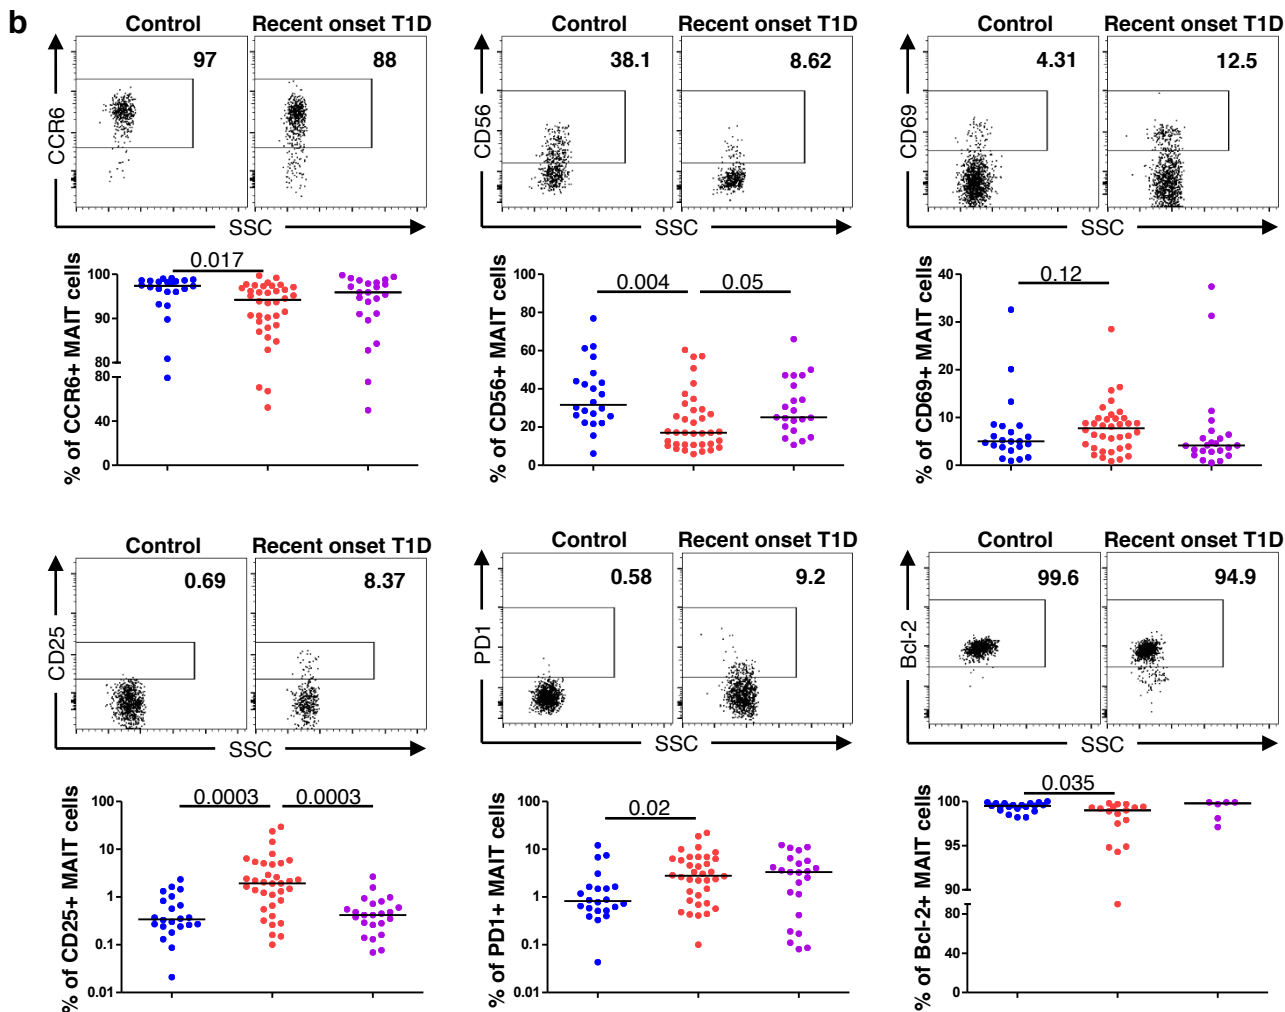 b
Control Recent onset T1D
97 88
CCR6
SSC
Control Recent onset T1D
38.1 8.62
CD56
SSC
Control Recent onset T1D
4.31 12.5
CD69
SSC
% of CCR6+ MAIT cells
0.017
100
90
80
80
40
0
% of CD56+ MAIT cells
0.004 0.05
100
80
60
40
20
0
% of CD69+ MAIT cells
0.12
40
30
20
10
0
Control Recent onset T1D
0.69 8.37
CD25
SSC
Control Recent onset T1D
0.58 9.2
PD1
SSC
Control Recent onset T1D
99.6 94.9
Bcl-2
SSC
% of CD25+ MAIT cells
0.0003 0.0003
100
10
1
0.1
0.01
% of PD1+ MAIT cells
0.02
100
10
1
0.1
0.01
% of Bcl-2+ MAIT cells
0.035
100
95
90
80
40
0